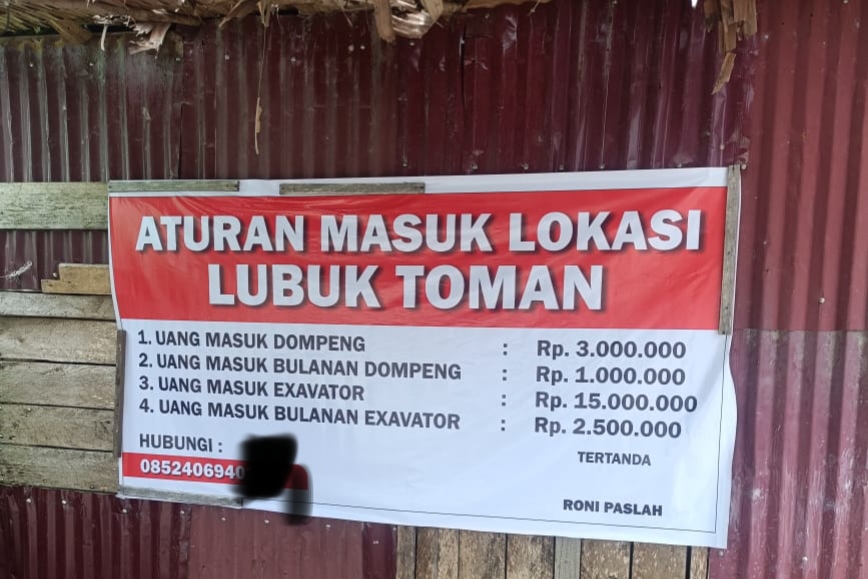 ATURAN MASUK LOKASI
LUBUK TOMAN
1. UANG MASUK DOMPENG : Rp. 3.000.000
2. UANG MASUK BULANAN DOMPENG : Rp. 1.000.000
3. UANG MASUK EXAVATOR : Rp. 15.000.000
4. UANG MASUK BULANAN EXAVATOR : Rp. 2.500.000
HUBUNGI :
0852406940
TERTANDA
RONI PASLAH